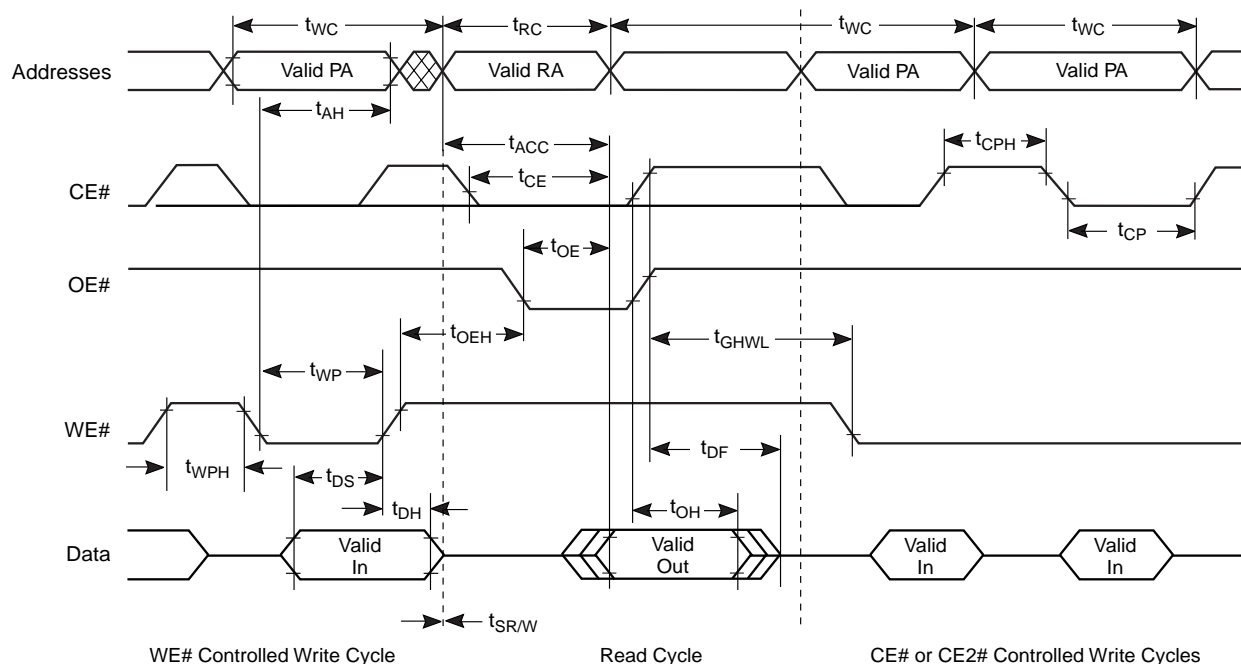 tWC tRC tWC tWC
Addresses Valid PA Valid RA Valid PA Valid PA
tAH
tACC tCPH
CE# tCE
tOE tCP
OE#
tOEH tGHWL
tWP
WE#
tDF
tWPH tDS
tDH tOH
Data Valid In Valid Out Valid In Valid In
tSR/W
WE# Controlled Write Cycle Read Cycle CE# or CE2# Controlled Write Cycles